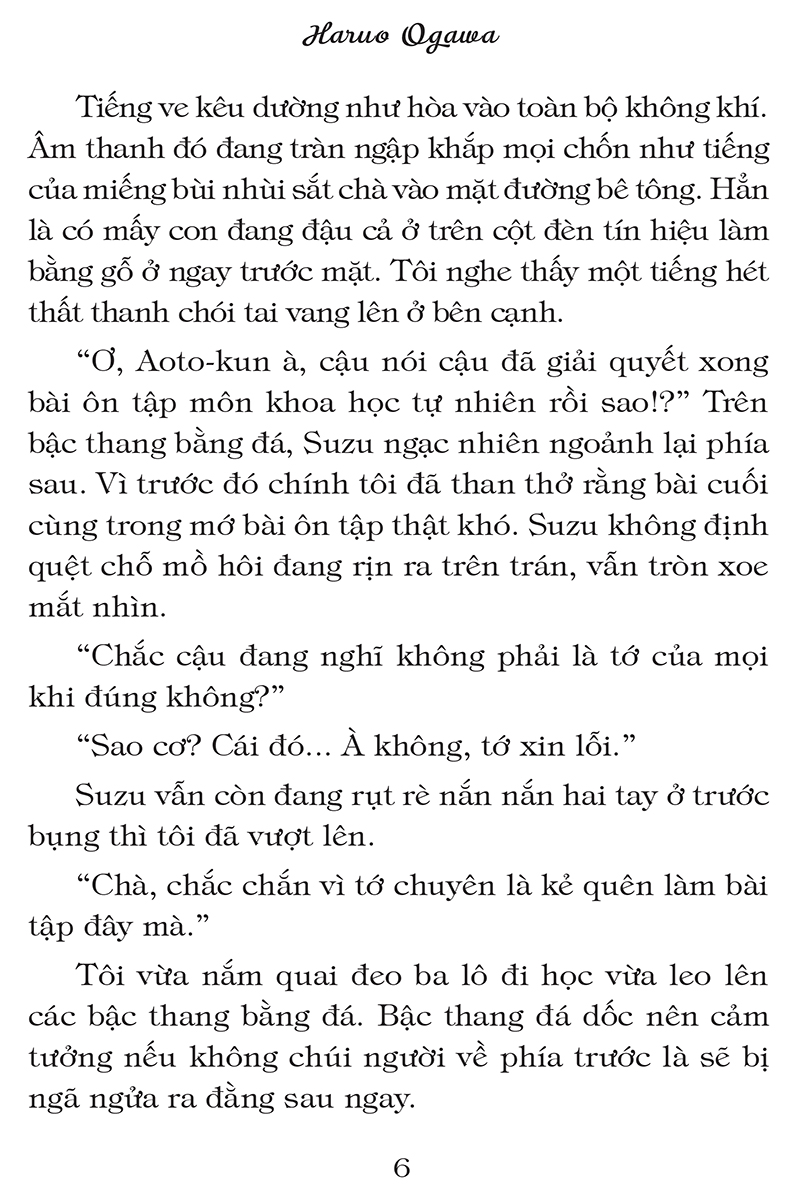 Haruo Ogawa
Tiếng ve kêu dường như hòa vào toàn bộ không khí.
Âm thanh đó đang tràn ngập khắp mọi chốn như tiếng
của miếng bùi nhùi sắt chà vào mặt đường bê tông. Hẳn
là có mấy con đang đậu cả ở trên cột đèn tín hiệu làm
bằng gỗ ở ngay trước mặt. Tôi nghe thấy một tiếng hét
thất thanh chói tai vang lên ở bên cạnh.
“Ơ, Aoto-kun à, cậu nói cậu đã giải quyết xong
bài ôn tập môn khoa học tự nhiên rồi sao!?” Trên
bậc thang bằng đá, Suzu ngạc nhiên ngoảnh lại phía
sau. Vì trước đó chính tôi đã than thở rằng bài cuối
cùng trong mớ bài ôn tập thật khó. Suzu không định
quệt chỗ mồ hôi đang rịn ra trên trán, vẫn tròn xoe
mắt nhìn.
“Chắc cậu đang nghĩ không phải là tớ của mọi
khi đúng không?”
“Sao cơ? Cái đó... À không, tớ xin lỗi.”
Suzu vẫn còn đang rụt rè nắn nắn hai tay ở trước
bụng thì tôi đã vượt lên.
“Chà, chắc chắn vì tớ chuyên là kẻ quên làm bài
tập đây mà.”
Tôi vừa nắm quai đeo ba lô đi học vừa leo lên
các bậc thang bằng đá. Bậc thang đá dốc nên cảm
tưởng nếu không chúi người về phía trước là sẽ bị
ngã ngửa ra đằng sau ngay.
6